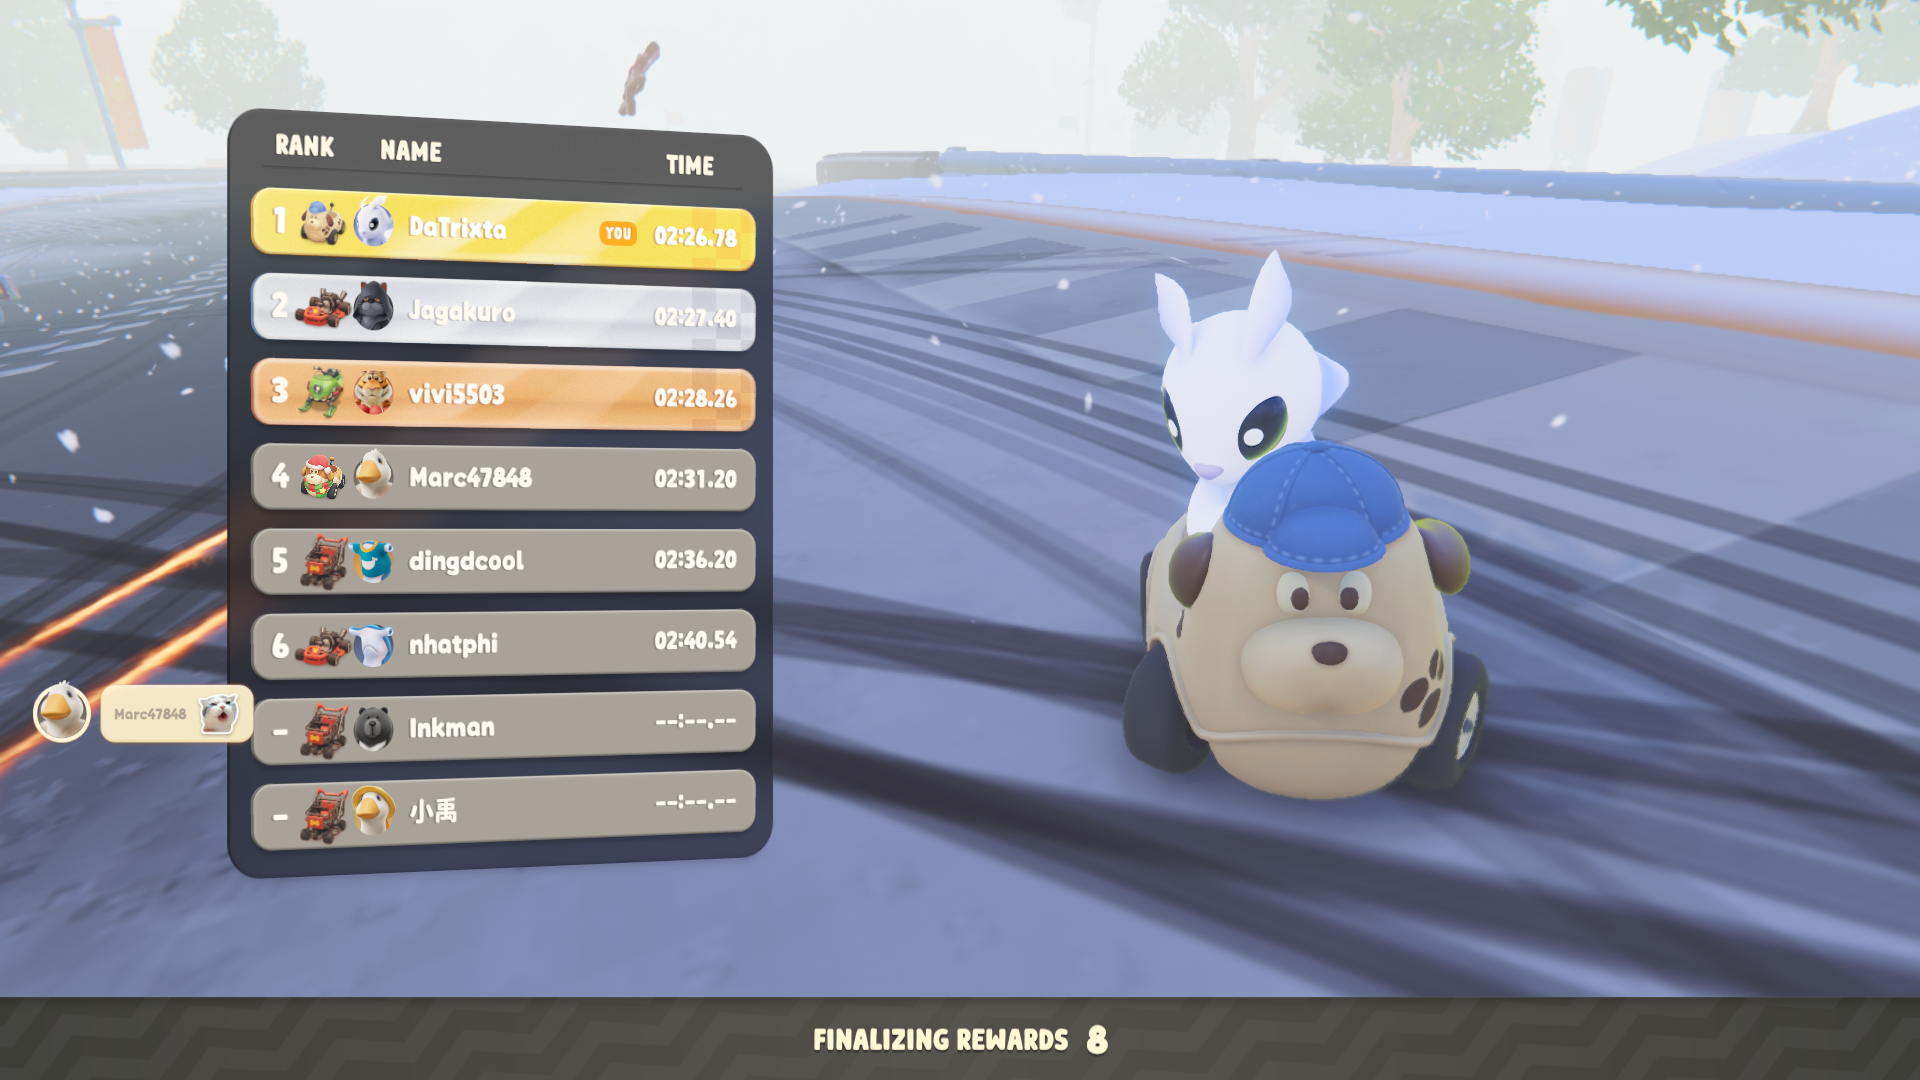 RANK NAME TIME
1 DaTrixta YOU 02:26.78
2 Jagakuro 02:27.40
3 vivi5503 02:28.26
4 Marc47848 02:31.20
5 dingdcool 02:36.20
6 nhatphi 02:40.54
Marc47848
- Inkman --:--.--
- 小禹 --:--.--
FINALIZING REWARDS 8